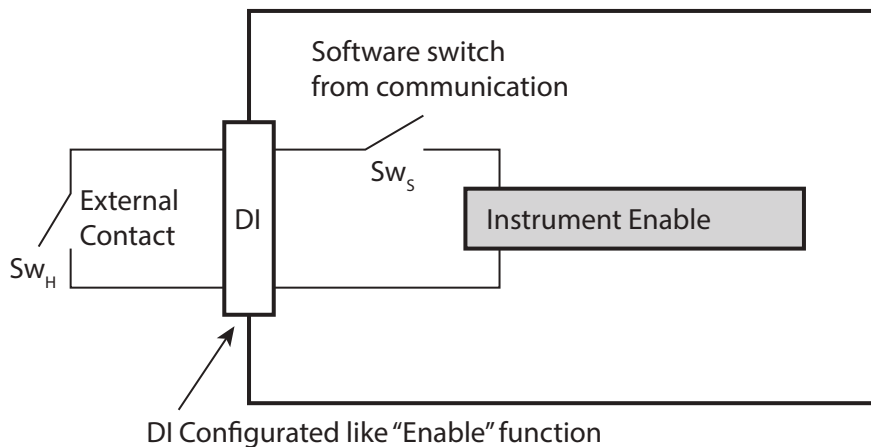 Software switch
from communication
Sw_S
External
Contact
DI
Instrument Enable
Sw_H
DI Configurated like “Enable” function